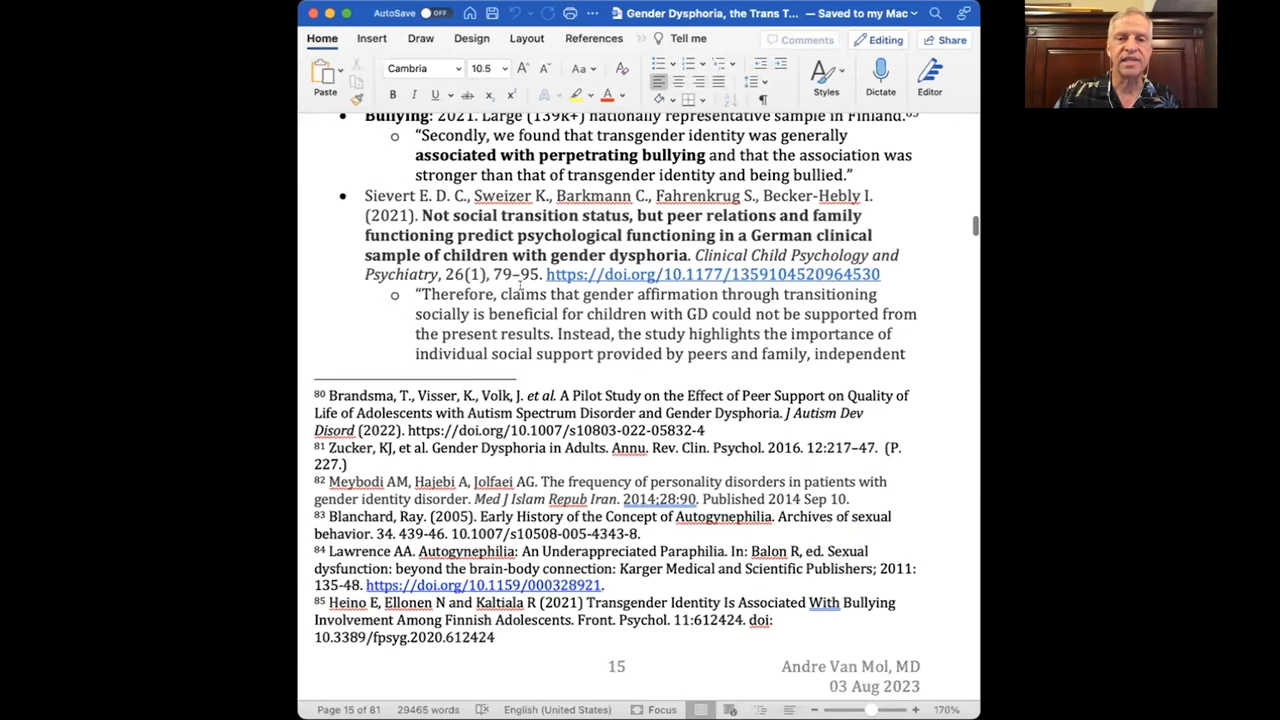 AutoSave OFF Gender Dysphoria, the Trans T... — Saved to my Mac
Home Insert Draw Design Layout References Tell me Comments Editing Share
Paste Cambria 10.5 Styles Dictate Editor
Bullying: 2021. Large (139k+) nationally representative sample in Finland.85
o "Secondly, we found that transgender identity was generally
associated with perpetrating bullying and that the association was
stronger than that of transgender identity and being bullied."
• Sievert E. D. C., Sweizer K., Barkmann C., Fahrenkrug S., Becker-Hebly I.
(2021). Not social transition status, but peer relations and family
functioning predict psychological functioning in a German clinical
sample of children with gender dysphoria. Clinical Child Psychology and
Psychiatry, 26(1), 79–95. https://doi.org/10.1177/1359104520964530
o "Therefore, claims that gender affirmation through transitioning
socially is beneficial for children with GD could not be supported from
the present results. Instead, the study highlights the importance of
individual social support provided by peers and family, independent
80 Brandsma, T., Visser, K., Volk, J. et al. A Pilot Study on the Effect of Peer Support on Quality of
Life of Adolescents with Autism Spectrum Disorder and Gender Dysphoria. J Autism Dev
Disord (2022). https://doi.org/10.1007/s10803-022-05832-4
81 Zucker, KJ, et al. Gender Dysphoria in Adults. Annu. Rev. Clin. Psychol. 2016. 12:217–47. (P.
227.)
82 Meybodi AM, Hajebi A, Jolfaei AG. The frequency of personality disorders in patients with
gender identity disorder. Med J Islam Repub Iran. 2014;28:90. Published 2014 Sep 10.
83 Blanchard, Ray. (2005). Early History of the Concept of Autogynephilia. Archives of sexual
behavior. 34. 439-46. 10.1007/s10508-005-4343-8.
84 Lawrence AA. Autogynephilia: An Underappreciated Paraphilia. In: Balon R, ed. Sexual
dysfunction: beyond the brain-body connection: Karger Medical and Scientific Publishers; 2011:
135-48. https://doi.org/10.1159/000328921.
85 Heino E, Ellonen N and Kaltiala R (2021) Transgender Identity Is Associated With Bullying
Involvement Among Finnish Adolescents. Front. Psychol. 11:612424. doi:
10.3389/fpsyg.2020.612424
15 Andre Van Mol, MD
03 Aug 2023
Page 15 of 81 29465 words English (United States) Focus 170%